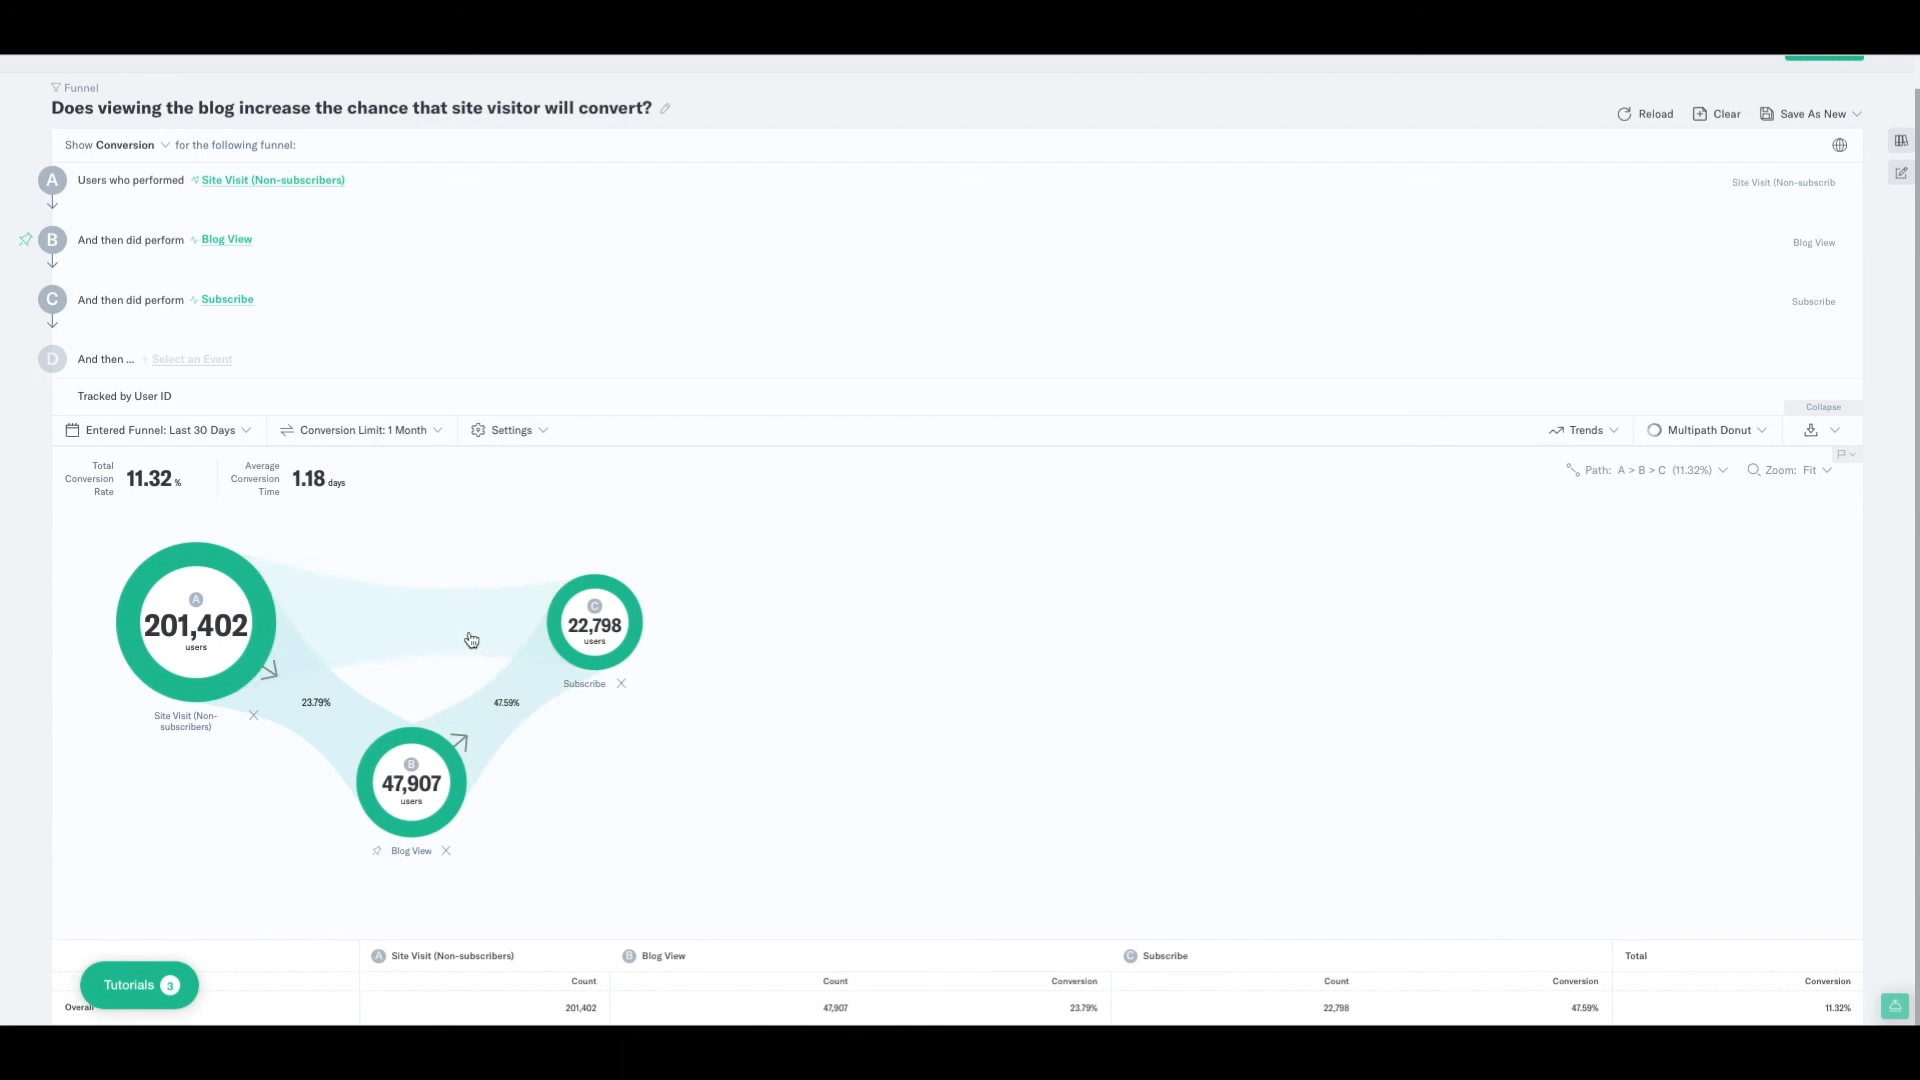 Funnel
Does viewing the blog increase the chance that site visitor will convert?
Reload Clear Save As New
Show Conversion for the following funnel:
A Users who performed Site Visit (Non-subscribers) Site Visit (Non-subscrib
B And then did perform Blog View Blog View
C And then did perform Subscribe Subscribe
D And then ... + Select an Event
Tracked by User ID
Collapse
Entered Funnel: Last 30 Days Conversion Limit: 1 Month Settings Trends Multipath Donut
Total Conversion Rate 11.32 % Average Conversion Time 1.18 days
Path: A > B > C (11.32%) Zoom: Fit
A
201,402
users
C
22,798
users
Subscribe
23.79% 47.59%
Site Visit (Non-
subscribers)
B
47,907
users
Blog View
A Site Visit (Non-subscribers) B Blog View C Subscribe Total
Count Count Conversion Count Conversion Conversion
Tutorials 3
Overall 201,402 47,907 23.79% 22,798 47.59% 11.32%